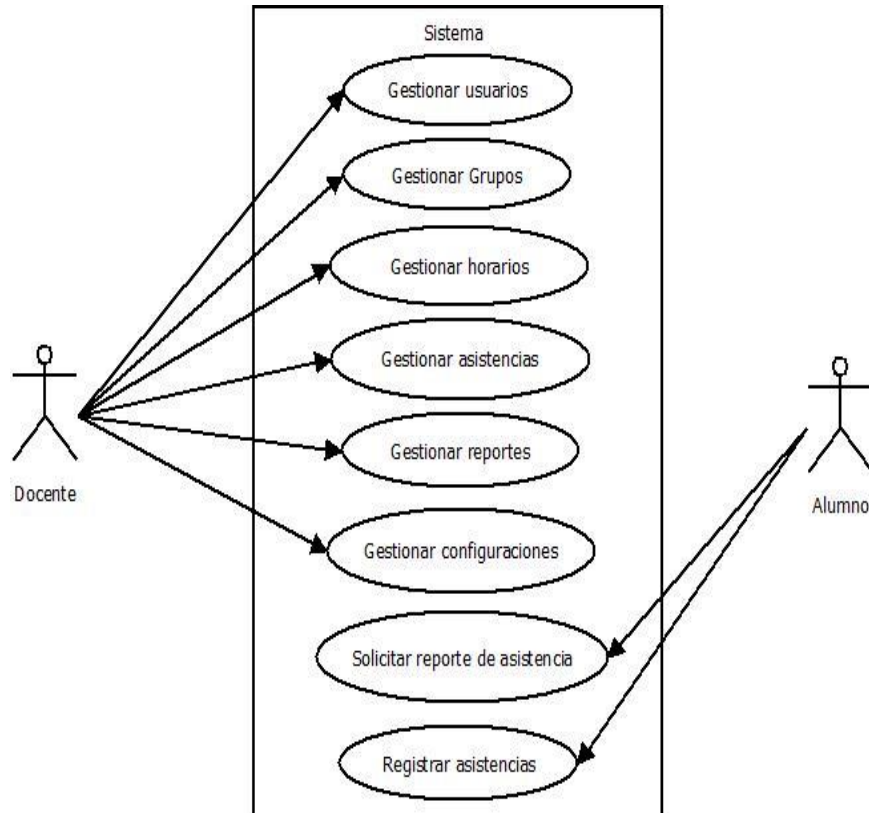 Sistema
Gestionar usuarios
Gestionar Grupos
Gestionar horarios
Gestionar asistencias
Gestionar reportes
Docente
Alumno
Gestionar configuraciones
Solicitar reporte de asistencia
Registrar asistencias